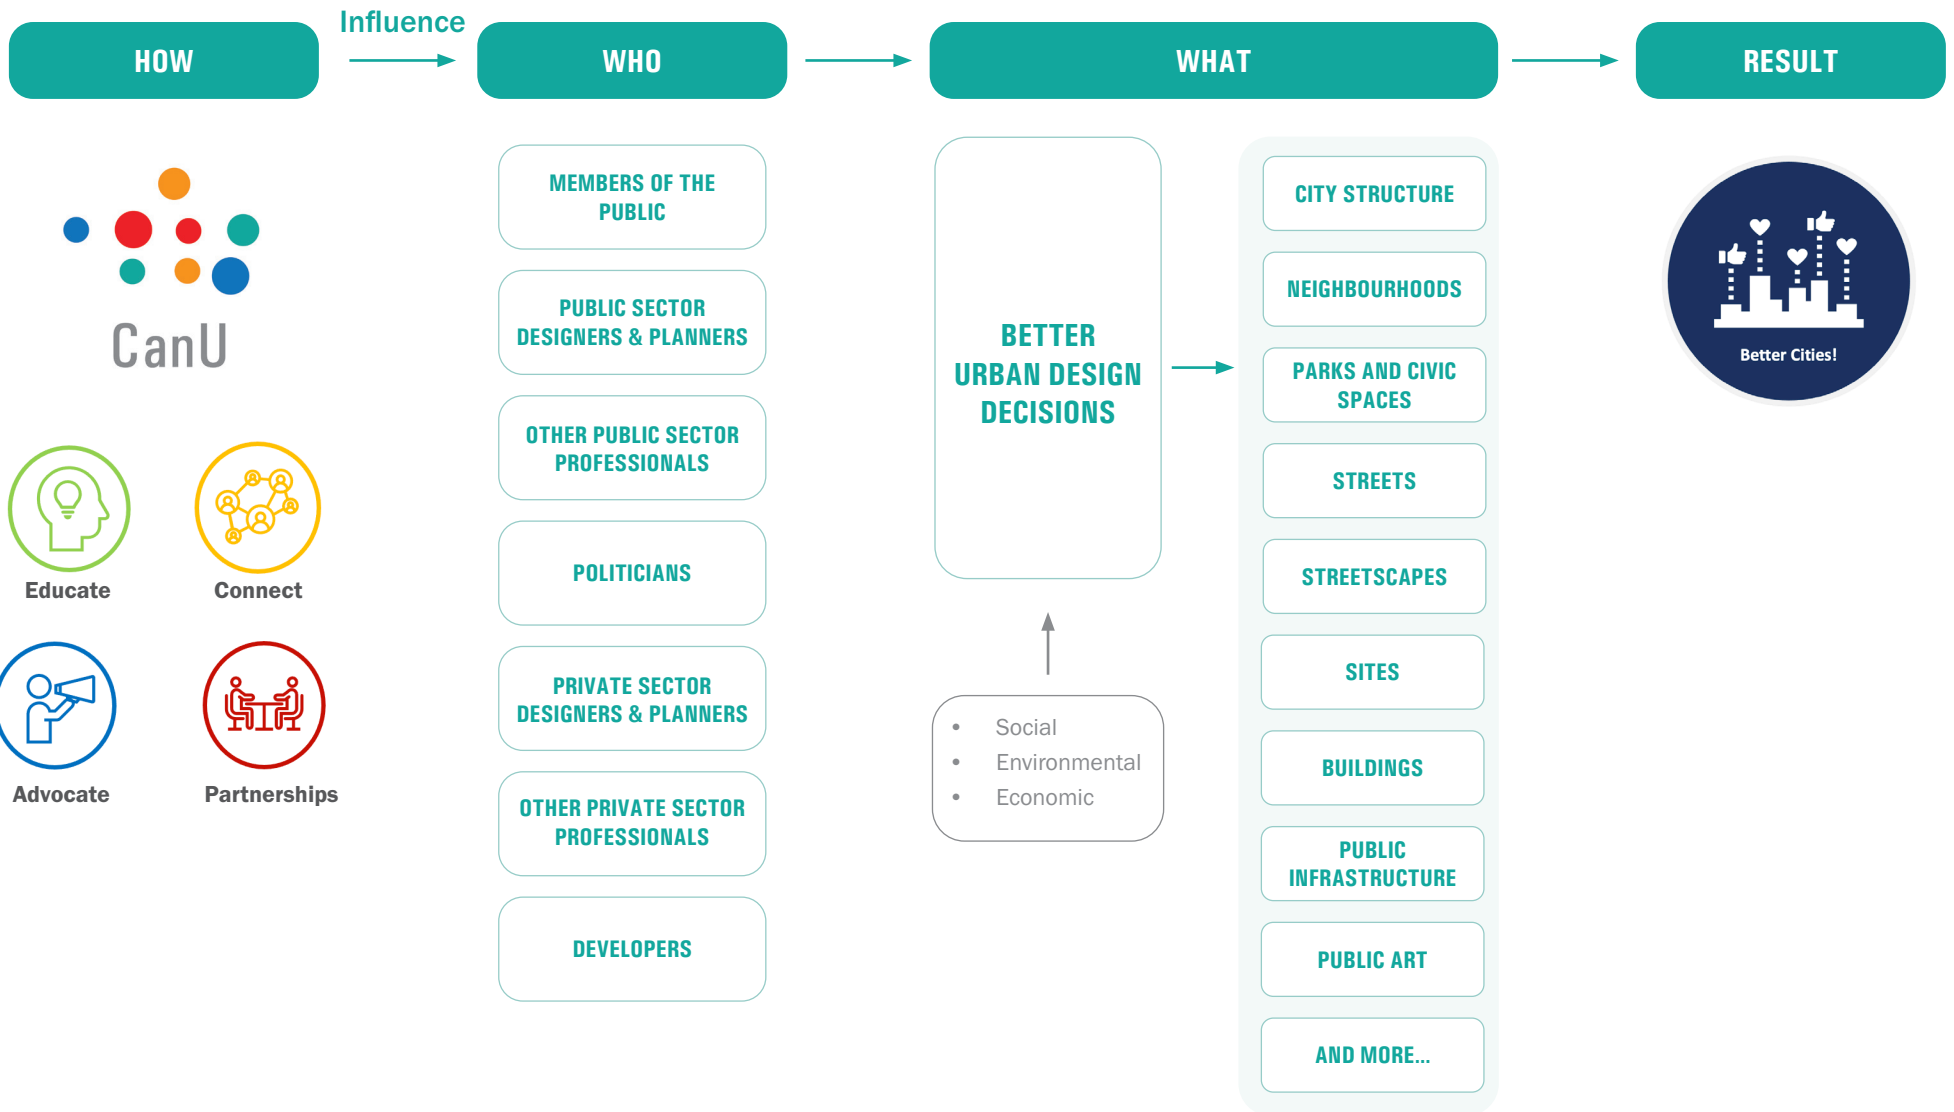 HOW
Influence
WHO
WHAT
RESULT
CanU
Educate
Connect
Advocate
Partnerships
MEMBERS OF THE
PUBLIC
PUBLIC SECTOR
DESIGNERS & PLANNERS
OTHER PUBLIC SECTOR
PROFESSIONALS
POLITICIANS
PRIVATE SECTOR
DESIGNERS & PLANNERS
OTHER PRIVATE SECTOR
PROFESSIONALS
DEVELOPERS
BETTER
URBAN DESIGN
DECISIONS
• Social
• Environmental
• Economic
CITY STRUCTURE
NEIGHBOURHOODS
PARKS AND CIVIC
SPACES
STREETS
STREETSCAPES
SITES
BUILDINGS
PUBLIC
INFRASTRUCTURE
PUBLIC ART
AND MORE...
Better Cities!